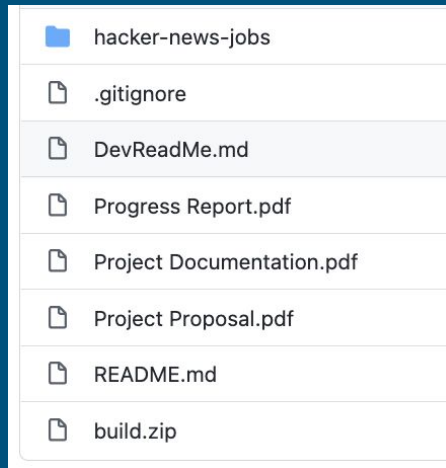 hacker-news-jobs
.gitignore
DevReadMe.md
Progress Report.pdf
Project Documentation.pdf
Project Proposal.pdf
README.md
build.zip